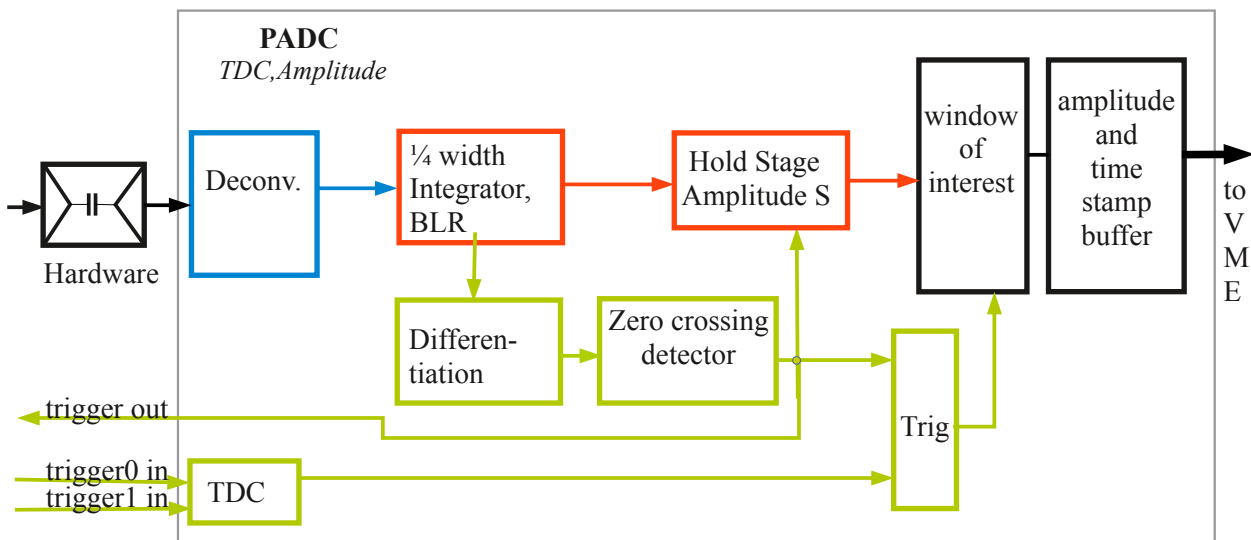 PADC
TDC,Amplitude
Deconv.
¼ width
Integrator,
BLR
Hold Stage
Amplitude S
window
of
interest
amplitude
and
time
stamp
buffer
to
V
M
E
Hardware
Differen-
tiation
Zero crossing
detector
trigger out
Trig
trigger0 in
trigger1 in
TDC